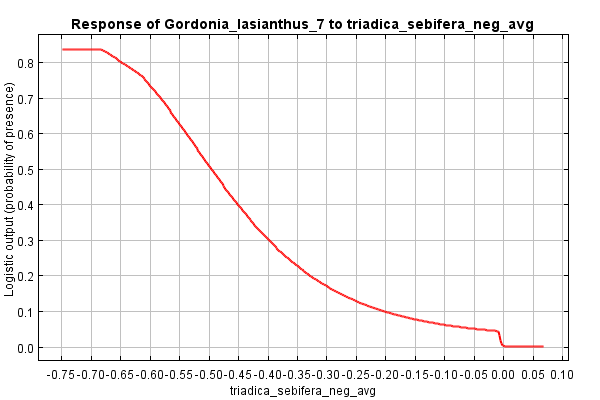 Response of Gordonia_lasianthus_7 to triadica_sebifera_neg_avg
Logistic output (probability of presence)
0.8
0.7
0.6
0.5
0.4
0.3
0.2
0.1
0.0
-0.75 -0.70 -0.65 -0.60 -0.55 -0.50 -0.45 -0.40 -0.35 -0.30 -0.25 -0.20 -0.15 -0.10 -0.05 0.00 0.05 0.10
triadica_sebifera_neg_avg